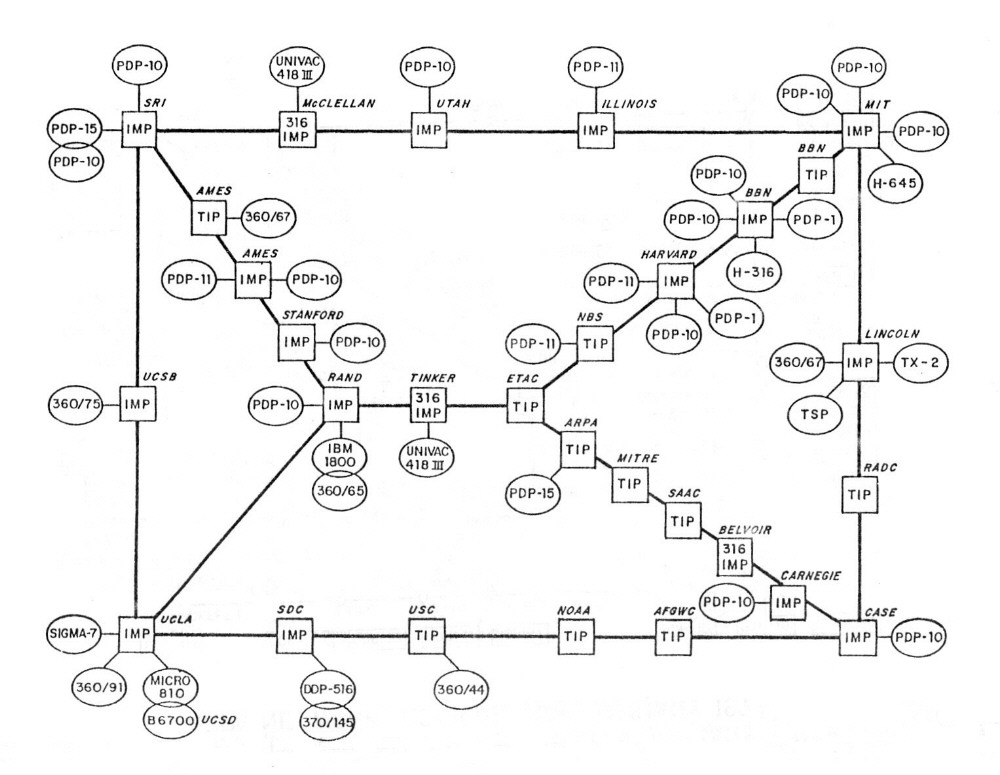 PDP-10
UNIVAC
418 III
PDP-10
PDP-11
PDP-10
PDP-10
SRI
McCLELLAN
UTAH
ILLINOIS
MIT
PDP-15
IMP
316
IMP
IMP
IMP
IMP
PDP-10
PDP-10
BBN
TIP
H-645
PDP-10
BBN
AMES
TIP
360/67
PDP-10
IMP
PDP-1
AMES
HARVARD
H-316
PDP-11
IMP
PDP-10
PDP-11
IMP
STANFORD
NBS
PDP-10
PDP-1
IMP
PDP-10
PDP-11
TIP
LINCOLN
360/67
IMP
TX-2
UCSB
RAND
TINKER
ETAC
360/75
IMP
PDP-10
IMP
316
IMP
TIP
TSP
ARPA
IBM
1800
UNIVAC
418 III
TIP
MITRE
RADC
360/65
PDP-15
TIP
TIP
SAAC
TIP
BELVOIR
316
IMP
CARNEGIE
PDP-10
IMP
UCLA
SDC
USC
NOAA
AFGWC
CASE
SIGMA-7
IMP
IMP
TIP
TIP
TIP
IMP
PDP-10
360/91
MICRO
810
DDP-516
360/44
B6700
UCSD
370/145